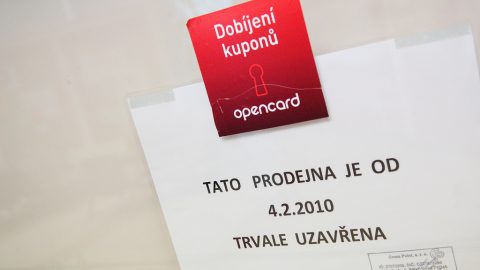 Dobíjení
kuponů
opencard
TATO PRODEJNA JE OD
4.2.2010
TRVALE UZAVŘENA